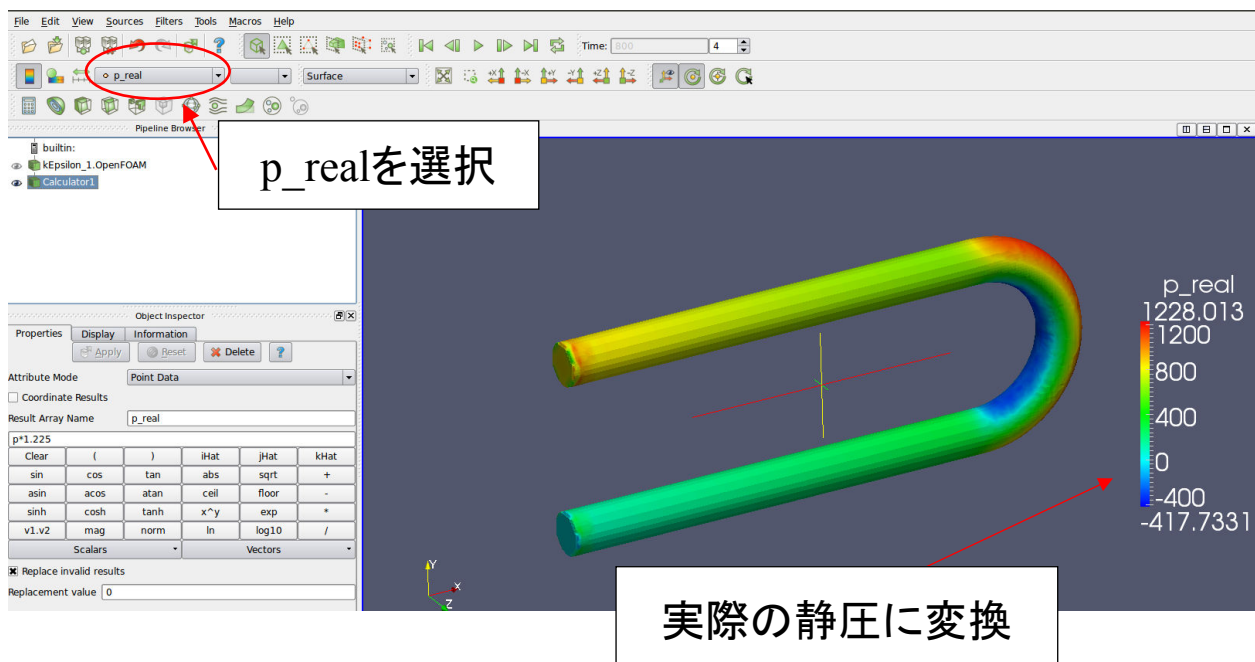 File Edit View Sources Filters Tools Macros Help
Time: 800 4
p_real Surface
Pipeline Browser
builtin:
kEpsilon_1.OpenFOAM
Calculator1
p_realを選択
Object Inspector
Properties Display Information
Apply Reset Delete ?
Attribute Mode Point Data
Coordinate Results
Result Array Name p_real
p*1.225
Clear ( ) iHat jHat kHat
sin cos tan abs sqrt +
asin acos atan ceil floor -
sinh cosh tanh x^y exp *
v1.v2 mag norm ln log10 /
Scalars Vectors
Replace invalid results
Replacement value 0
p_real
1228.013
1200
800
400
0
-400
-417.7331
Y
X
Z
実際の静圧に変換